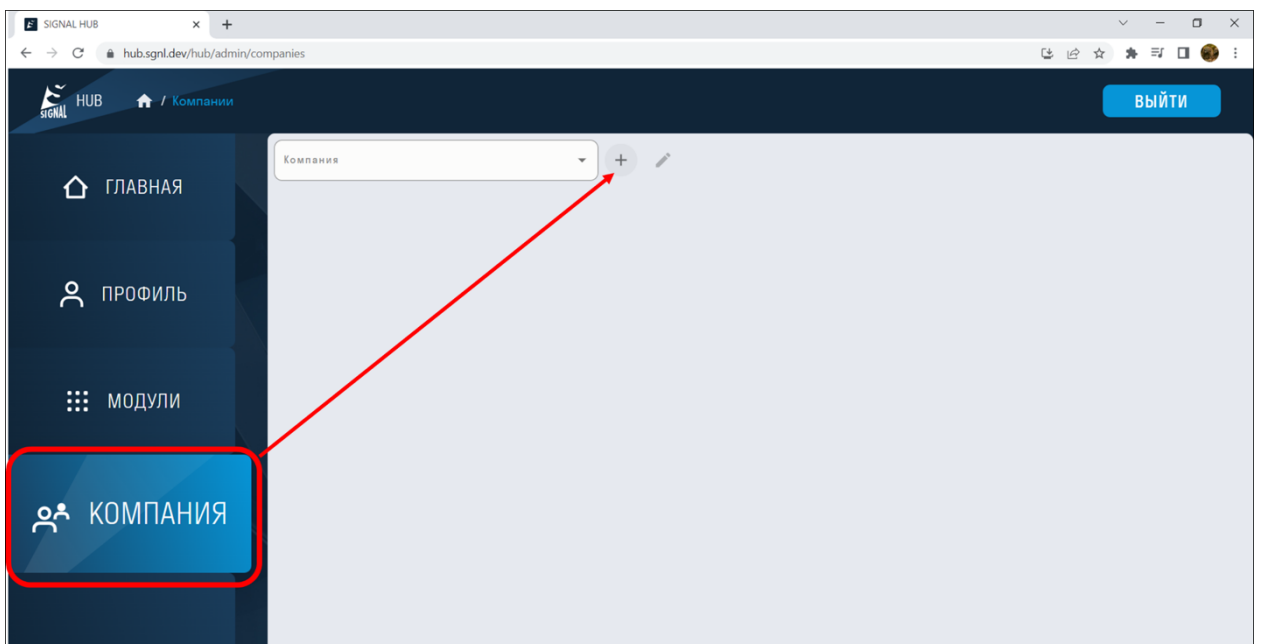 SIGNAL HUB
hub.sgnl.dev/hub/admin/companies
SIGNAL HUB / Компании
ВЫЙТИ
Компания
ГЛАВНАЯ
ПРОФИЛЬ
МОДУЛИ
КОМПАНИЯ